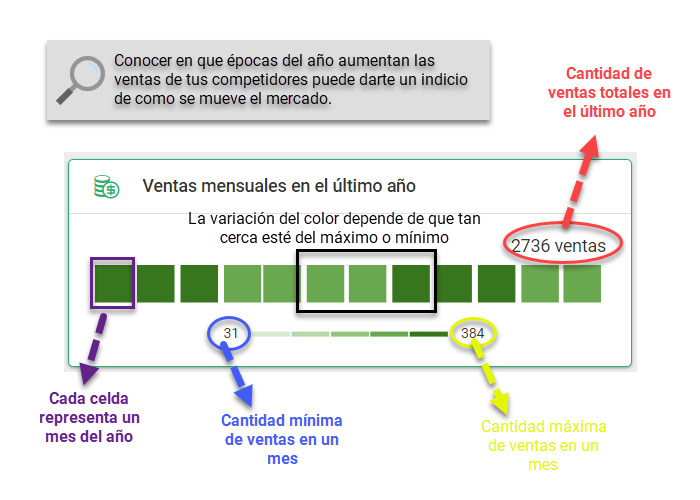 Conocer en que épocas del año aumentan las
ventas de tus competidores puede darte un indicio
de como se mueve el mercado.
Cantidad de
ventas totales en
el último año
Ventas mensuales en el último año
La variación del color depende de que tan
cerca esté del máximo o mínimo
2736 ventas
31
384
Cada celda
representa un
mes del año
Cantidad mínima
de ventas en un
mes
Cantidad máxima
de ventas en un
mes